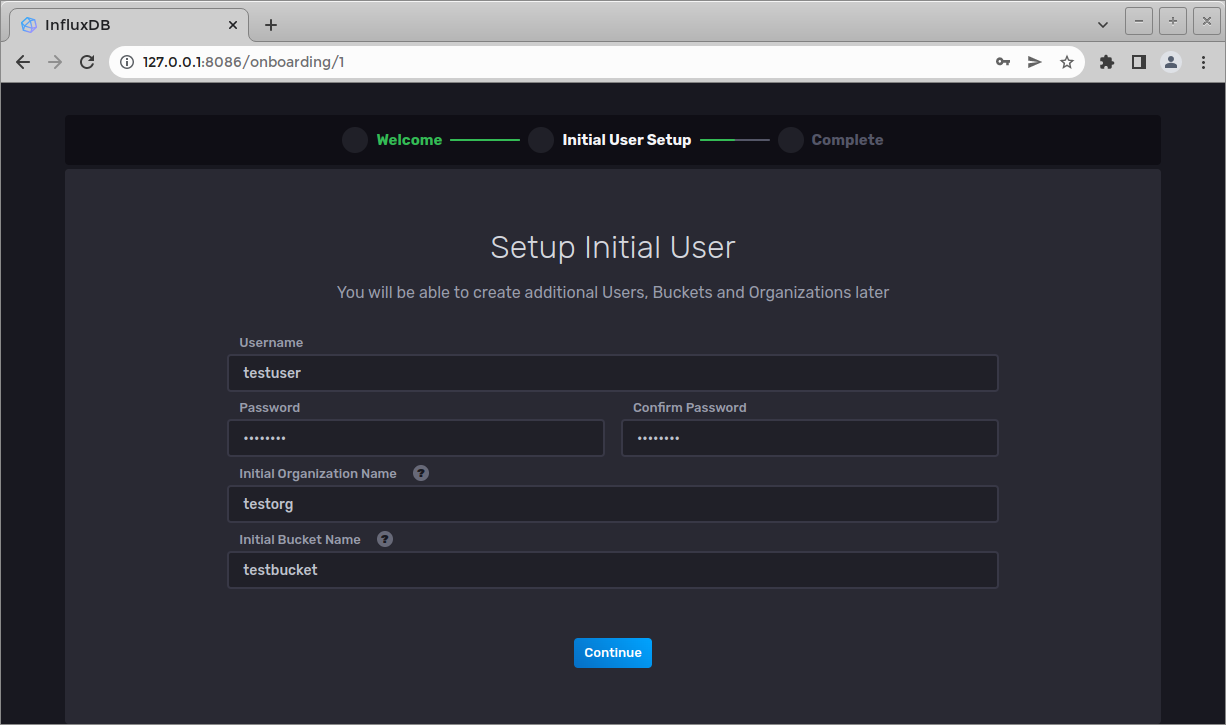 InfluxDB
127.0.0.1:8086/onboarding/1
Welcome Initial User Setup Complete
Setup Initial User
You will be able to create additional Users, Buckets and Organizations later
Username
testuser
Password Confirm Password
•••••••• ••••••••
Initial Organization Name ?
testorg
Initial Bucket Name ?
testbucket
Continue